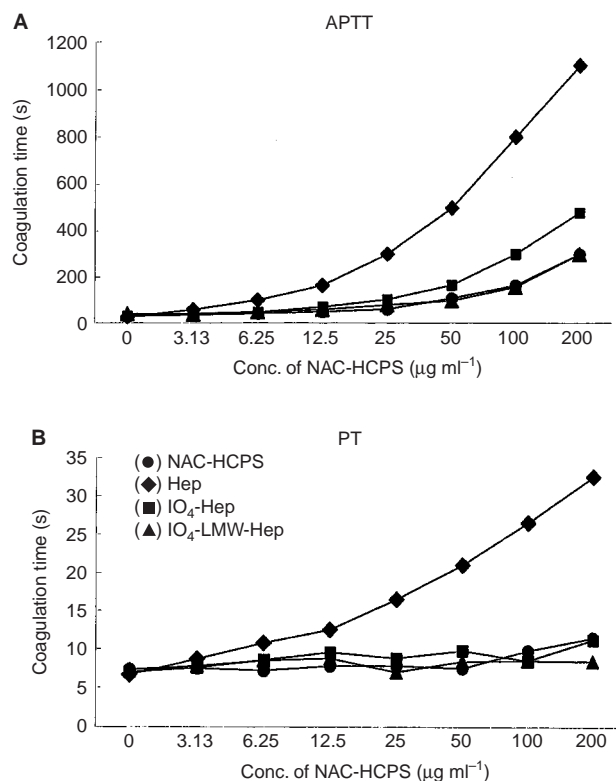 A APTT
Coagulation time (s)
1200
1000
800
600
400
200
0
0 3.13 6.25 12.5 25 50 100 200
Conc. of NAC-HCPS (μg ml⁻¹)
B PT
Coagulation time (s)
35
30
25
20
15
10
5
0
(●) NAC-HCPS
(◆) Hep
(■) IO₄-Hep
(▲) IO₄-LMW-Hep
0 3.13 6.25 12.5 25 50 100 200
Conc. of NAC-HCPS (μg ml⁻¹)